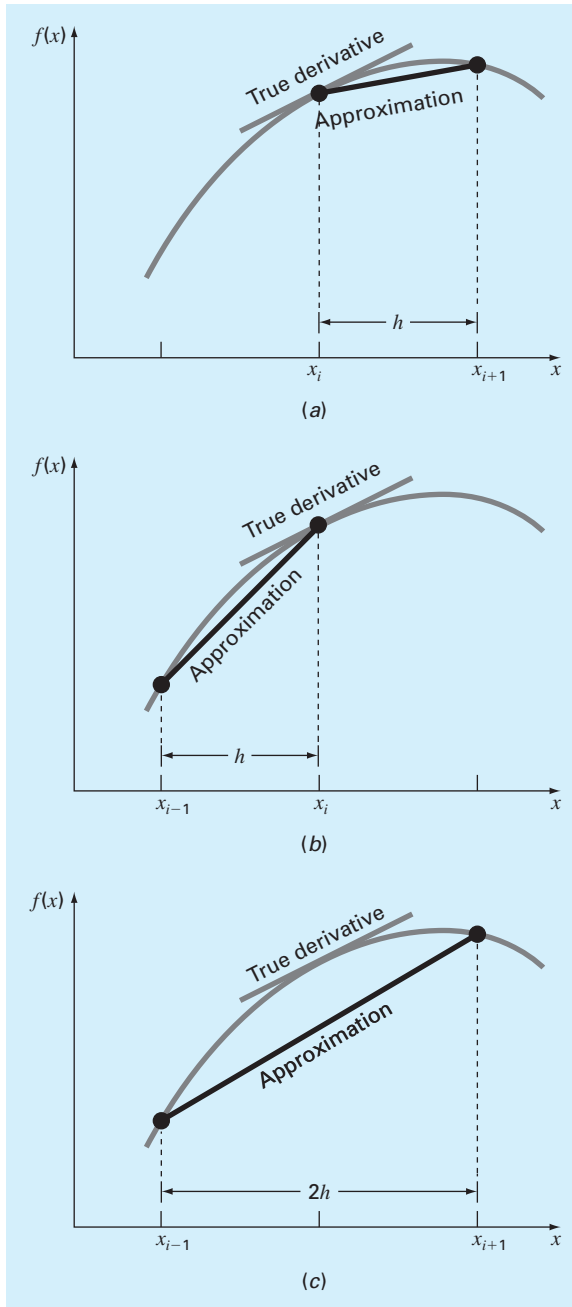 f(x)
True derivative
Approximation
h
x_i
x_{i+1}
x
(a)
f(x)
True derivative
Approximation
h
x_{i−1}
x_i
x
(b)
f(x)
True derivative
Approximation
2h
x_{i−1}
x_{i+1}
x
(c)